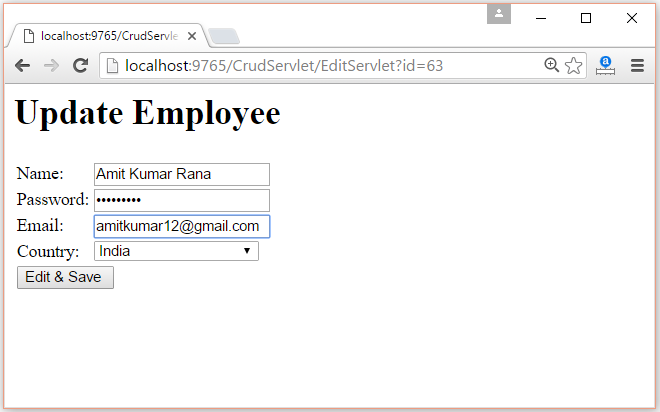 localhost:9765/CrudServle
localhost:9765/CrudServlet/EditServlet?id=63
a
Update Employee
Name: Amit Kumar Rana
Password: •••••••••
Email: amitkumar12@gmail.com
Country: India
Edit & Save